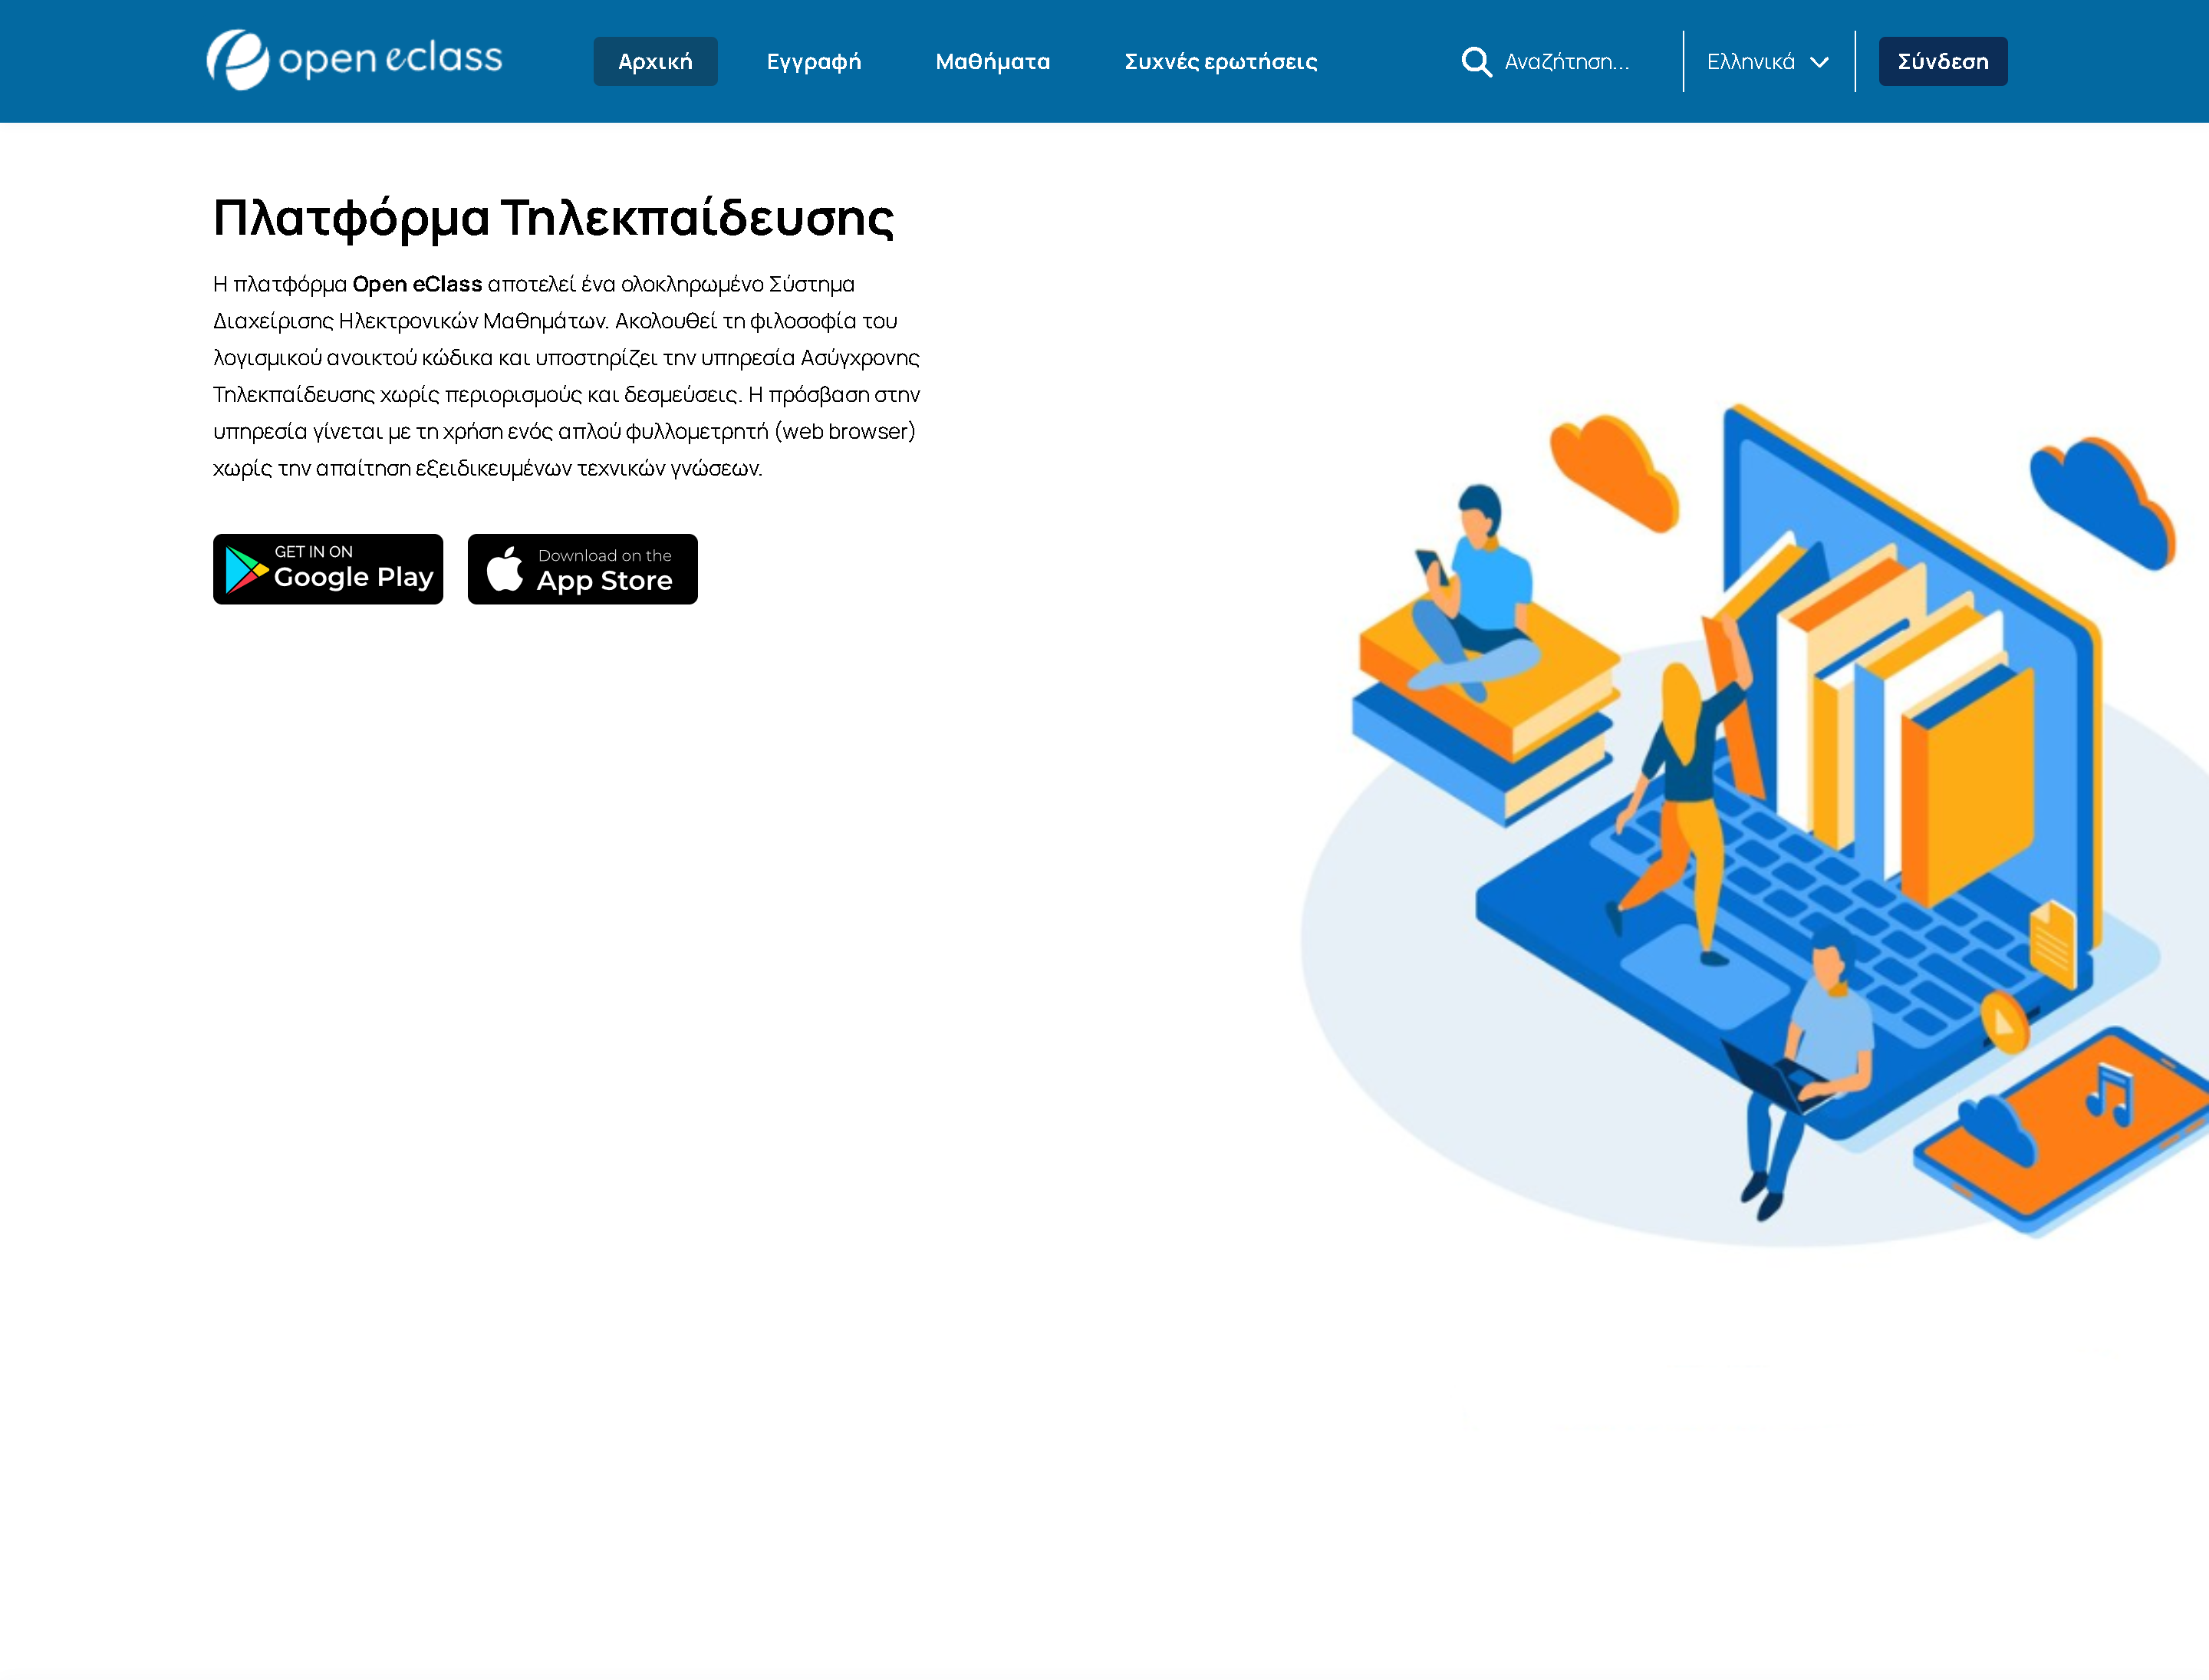 open eclass
Αρχική
Εγγραφή
Μαθήματα
Συχνές ερωτήσεις
Αναζήτηση...
Ελληνικά
Σύνδεση
Πλατφόρμα Τηλεκπαίδευσης
Η πλατφόρμα Open eClass αποτελεί ένα ολοκληρωμένο Σύστημα
Διαχείρισης Ηλεκτρονικών Μαθημάτων. Ακολουθεί τη φιλοσοφία του
λογισμικού ανοικτού κώδικα και υποστηρίζει την υπηρεσία Ασύγχρονης
Τηλεκπαίδευσης χωρίς περιορισμούς και δεσμεύσεις. Η πρόσβαση στην
υπηρεσία γίνεται με τη χρήση ενός απλού φυλλομετρητή (web browser)
χωρίς την απαίτηση εξειδικευμένων τεχνικών γνώσεων.
GET IN ON
Google Play
Download on the
App Store